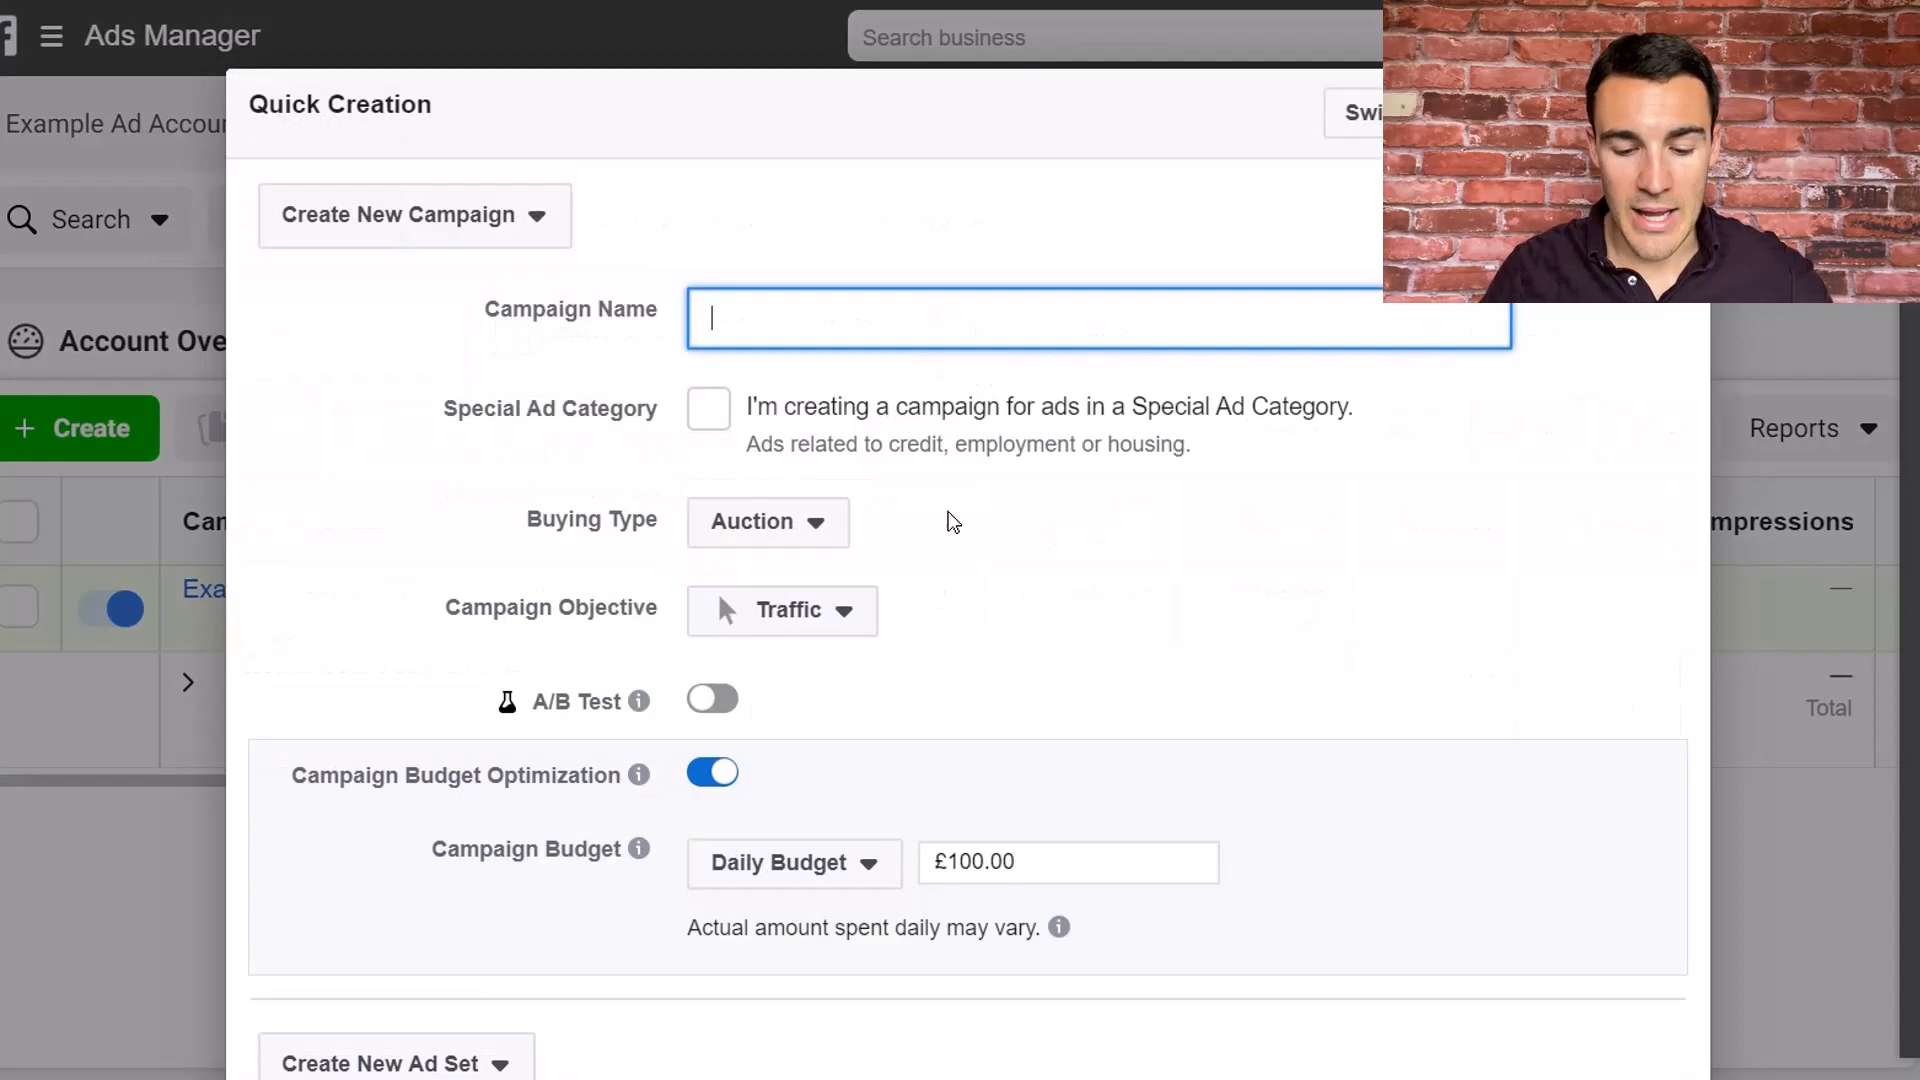 Ads Manager
Search business
Quick Creation
Swi
Example Ad Accou
Create New Campaign
Search
Campaign Name
Account Ove
Special Ad Category
I'm creating a campaign for ads in a Special Ad Category.
Ads related to credit, employment or housing.
+ Create
Reports
Buying Type
Auction
Can
mpressions
Exa
—
Campaign Objective
Traffic
A/B Test
—
Total
Campaign Budget Optimization
Campaign Budget
Daily Budget
£100.00
Actual amount spent daily may vary.
Create New Ad Set